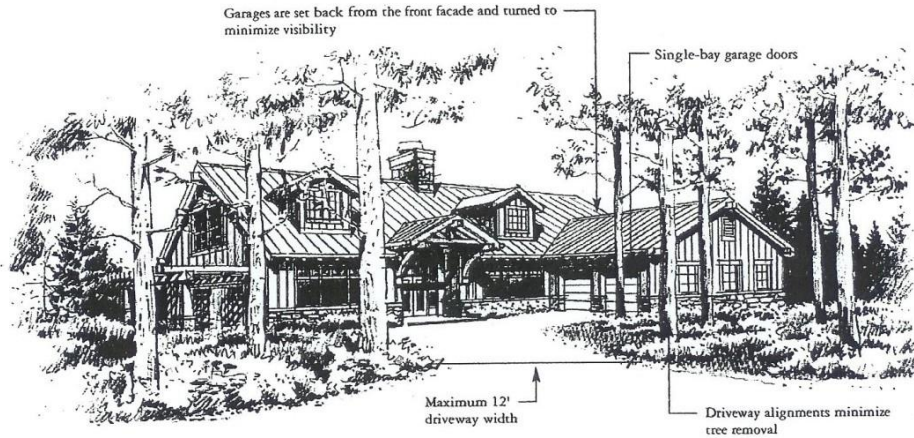 Garages are set back from the front facade and turned to
minimize visibility
Single-bay garage doors
Maximum 12'
driveway width
Driveway alignments minimize
tree removal